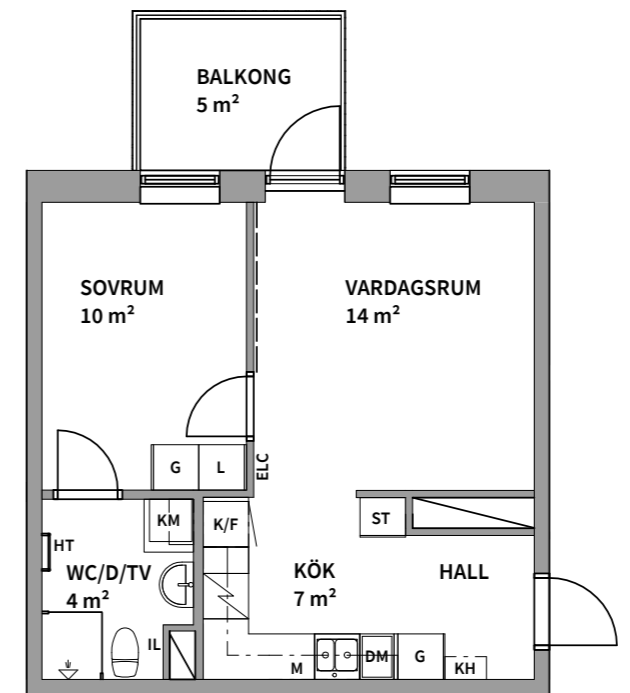 BALKONG
5 m²
SOVRUM
10 m²
VARDAGSRUM
14 m²
G
L
ELC
KM
K/F
ST
HT
WC/D/TV
4 m²
KÖK
7 m²
HALL
IL
M
DM
G
KH